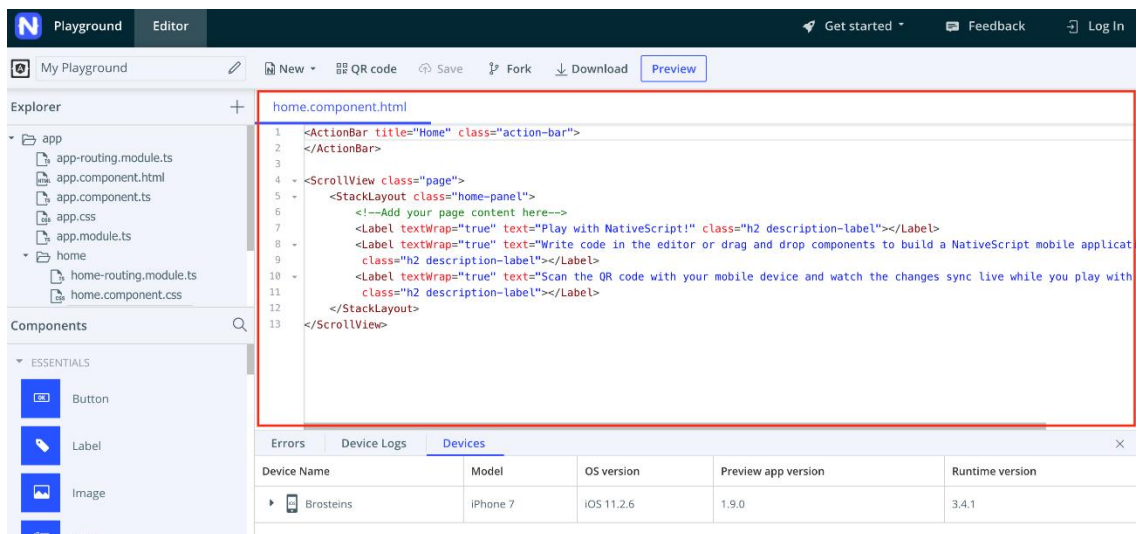 Playground Editor Get started Feedback Log In
My Playground New QR code Save Fork Download Preview
Explorer
app
app-routing.module.ts
app.component.html
app.component.ts
app.css
app.module.ts
home
home-routing.module.ts
home.component.css
Components
ESSENTIALS
Button
Label
Image
home.component.html
1 <ActionBar title="Home" class="action-bar">
2 </ActionBar>
3
4 <ScrollView class="page">
5 <StackLayout class="home-panel">
6 <!--Add your page content here-->
7 <Label textWrap="true" text="Play with NativeScript!" class="h2 description-label"></Label>
8 <Label textWrap="true" text="Write code in the editor or drag and drop components to build a NativeScript mobile applicat
9 class="h2 description-label"></Label>
10 <Label textWrap="true" text="Scan the QR code with your mobile device and watch the changes sync live while you play with
11 class="h2 description-label"></Label>
12 </StackLayout>
13 </ScrollView>
Errors Device Logs Devices
Device Name Model OS version Preview app version Runtime version
Brosteins iPhone 7 iOS 11.2.6 1.9.0 3.4.1